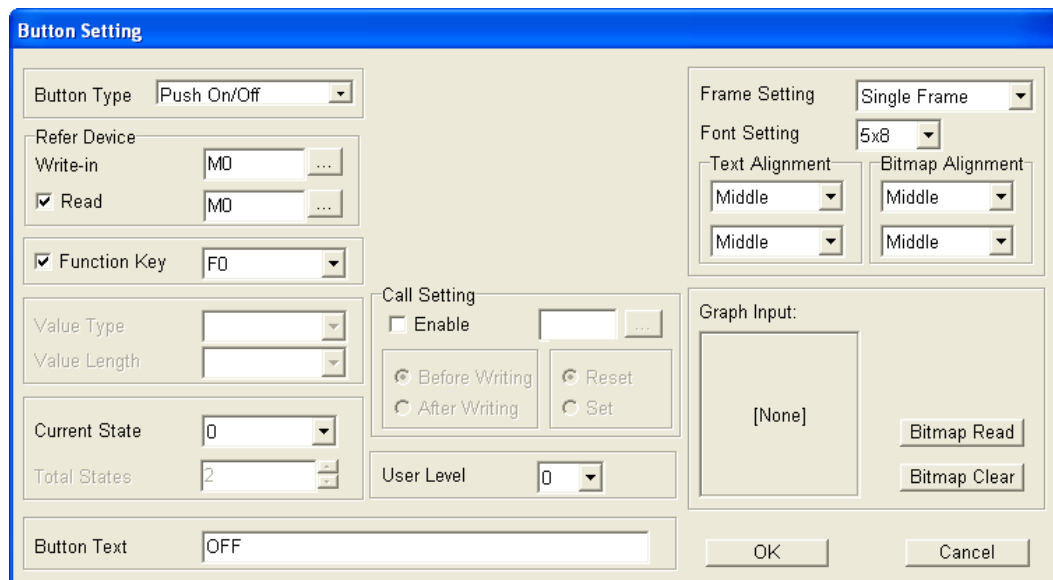 Button Setting
Button Type Push On/Off
Refer Device
Write-in M0 ...
Read M0 ...
Function Key F0
Value Type
Value Length
Current State 0
Total States 2
Button Text OFF
Call Setting
Enable ...
Before Writing Reset
After Writing Set
User Level 0
Frame Setting Single Frame
Font Setting 5x8
Text Alignment Bitmap Alignment
Middle Middle
Middle Middle
Graph Input:
[None]
Bitmap Read
Bitmap Clear
OK Cancel